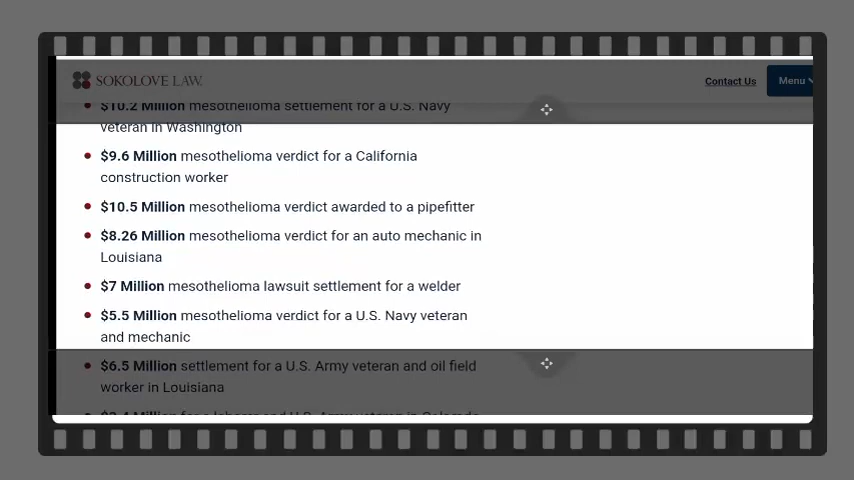 SOKOLOVE LAW
Contact Us
Menu
$10.2 Million mesothelioma settlement for a U.S. Navy
veteran in Washington
$9.6 Million mesothelioma verdict for a California
construction worker
$10.5 Million mesothelioma verdict awarded to a pipefitter
$8.26 Million mesothelioma verdict for an auto mechanic in
Louisiana
$7 Million mesothelioma lawsuit settlement for a welder
$5.5 Million mesothelioma verdict for a U.S. Navy veteran
and mechanic
$6.5 Million settlement for a U.S. Army veteran and oil field
worker in Louisiana